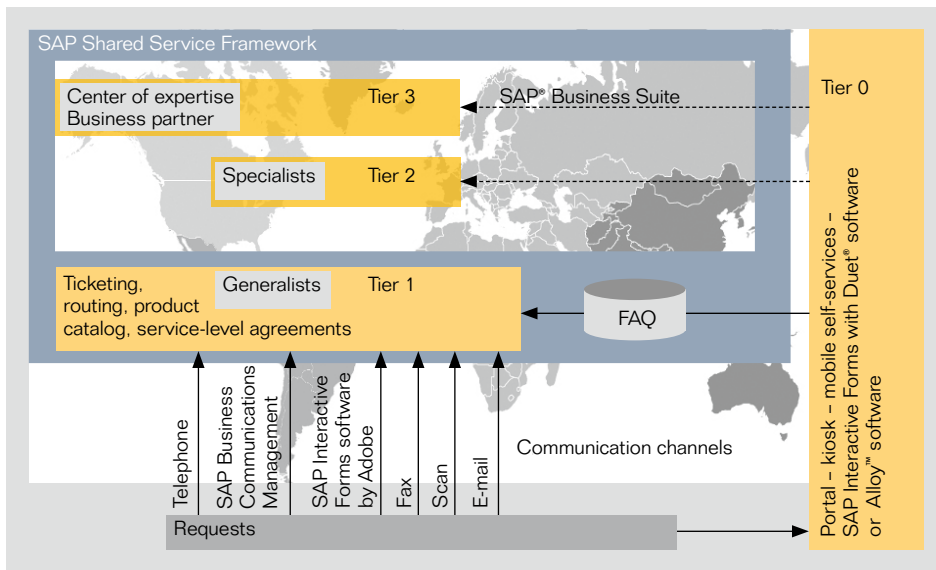 SAP Shared Service Framework
Center of expertise
Business partner
Tier 3
SAP® Business Suite
Tier 0
Specialists
Tier 2
Ticketing,
routing, product
catalog, service-level agreements
Generalists
Tier 1
FAQ
Portal – kiosk – mobile self-services –
SAP Interactive Forms with Duet® software
or Alloy™ software
Telephone
SAP Business
Communications
Management
SAP Interactive
Forms software
by Adobe
Fax
Scan
E-mail
Communication channels
Requests